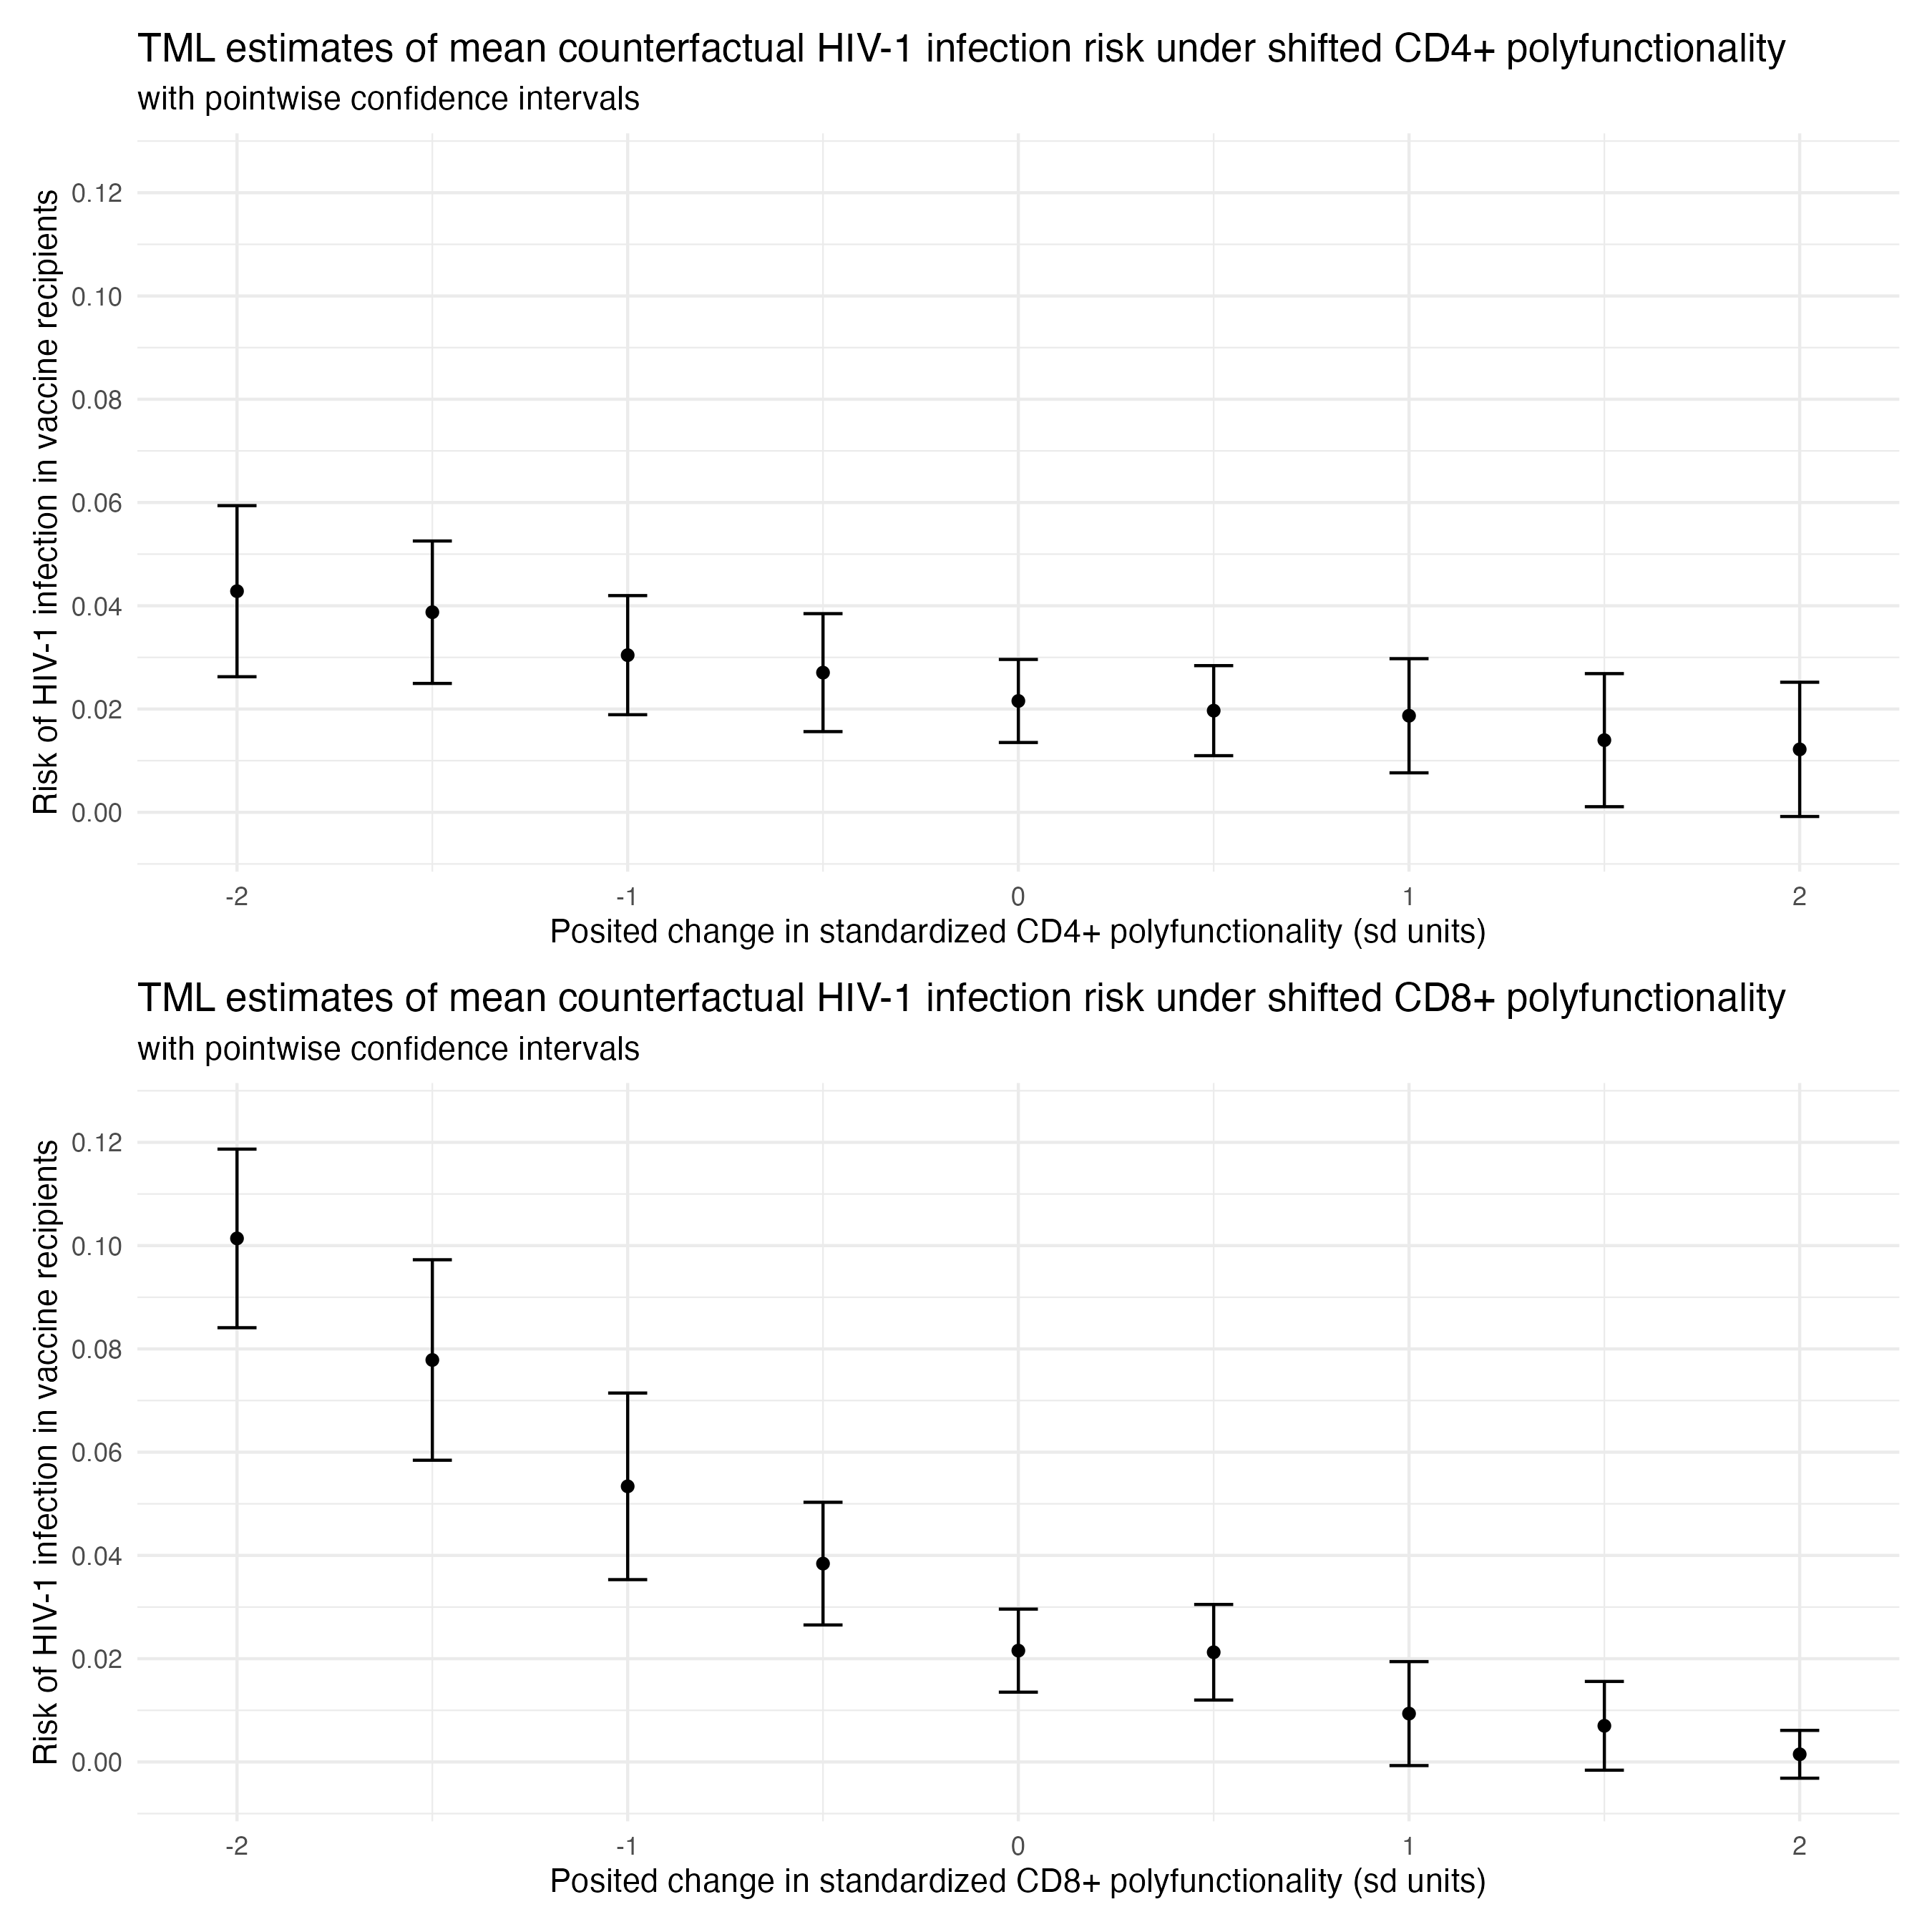 TML estimates of mean counterfactual HIV-1 infection risk under shifted CD4+ polyfunctionality
with pointwise confidence intervals
Risk of HIV-1 infection in vaccine recipients
0.12
0.10
0.08
0.06
0.04
0.02
0.00
-2 -1 0 1 2
Posited change in standardized CD4+ polyfunctionality (sd units)
TML estimates of mean counterfactual HIV-1 infection risk under shifted CD8+ polyfunctionality
with pointwise confidence intervals
Risk of HIV-1 infection in vaccine recipients
0.12
0.10
0.08
0.06
0.04
0.02
0.00
-2 -1 0 1 2
Posited change in standardized CD8+ polyfunctionality (sd units)